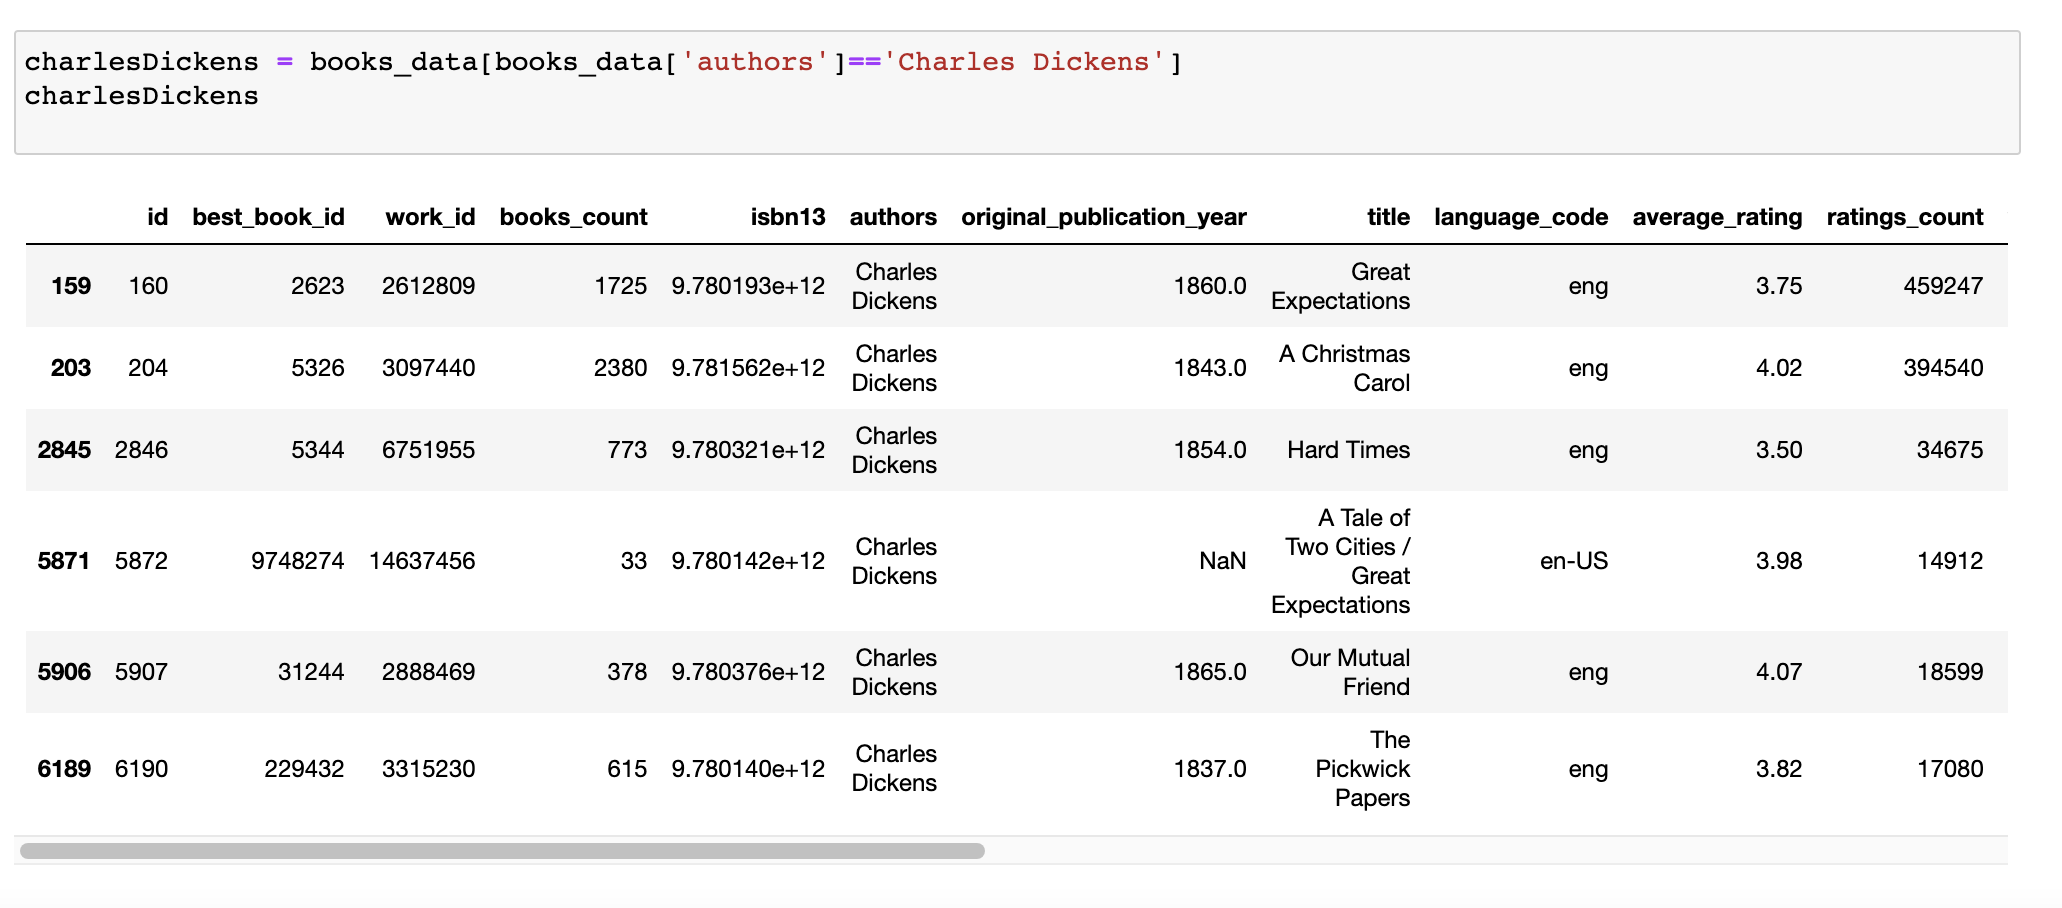 charlesDickens = books_data[books_data['authors']=='Charles Dickens']
charlesDickens
id best_book_id work_id books_count isbn13 authors original_publication_year title language_code average_rating ratings_count
159 160 2623 2612809 1725 9.780193e+12 Charles Dickens 1860.0 Great Expectations eng 3.75 459247
203 204 5326 3097440 2380 9.781562e+12 Charles Dickens 1843.0 A Christmas Carol eng 4.02 394540
2845 2846 5344 6751955 773 9.780321e+12 Charles Dickens 1854.0 Hard Times eng 3.50 34675
5871 5872 9748274 14637456 33 9.780142e+12 Charles Dickens NaN A Tale of Two Cities / Great Expectations en-US 3.98 14912
5906 5907 31244 2888469 378 9.780376e+12 Charles Dickens 1865.0 Our Mutual Friend eng 4.07 18599
6189 6190 229432 3315230 615 9.780140e+12 Charles Dickens 1837.0 The Pickwick Papers eng 3.82 17080